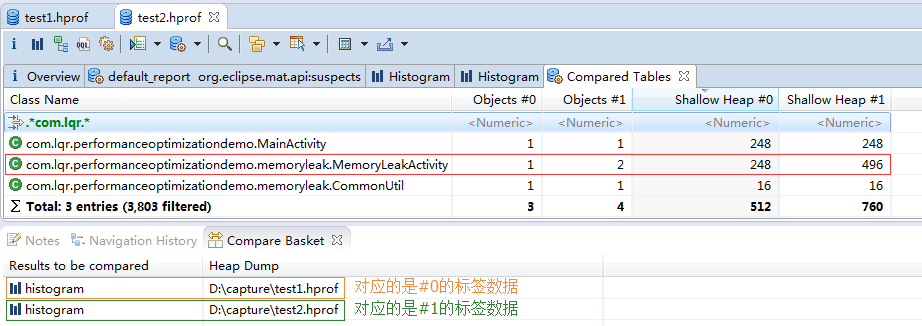 test1.hprof test2.hprof
i OQL
i Overview default_report org.eclipse.mat.api:suspects Histogram Histogram Compared Tables
Class Name Objects #0 Objects #1 Shallow Heap #0 Shallow Heap #1
.*com.lqr.* <Numeric> <Numeric> <Numeric> <Numeric>
com.lqr.performanceoptimizationdemo.MainActivity 1 1 248 248
com.lqr.performanceoptimizationdemo.memoryleak.MemoryLeakActivity 1 2 248 496
com.lqr.performanceoptimizationdemo.memoryleak.CommonUtil 1 1 16 16
Σ Total: 3 entries (3,803 filtered) 3 4 512 760
Notes Navigation History Compare Basket
Results to be compared Heap Dump
histogram D:\capture\test1.hprof 对应的是#0的标签数据
histogram D:\capture\test2.hprof 对应的是#1的标签数据